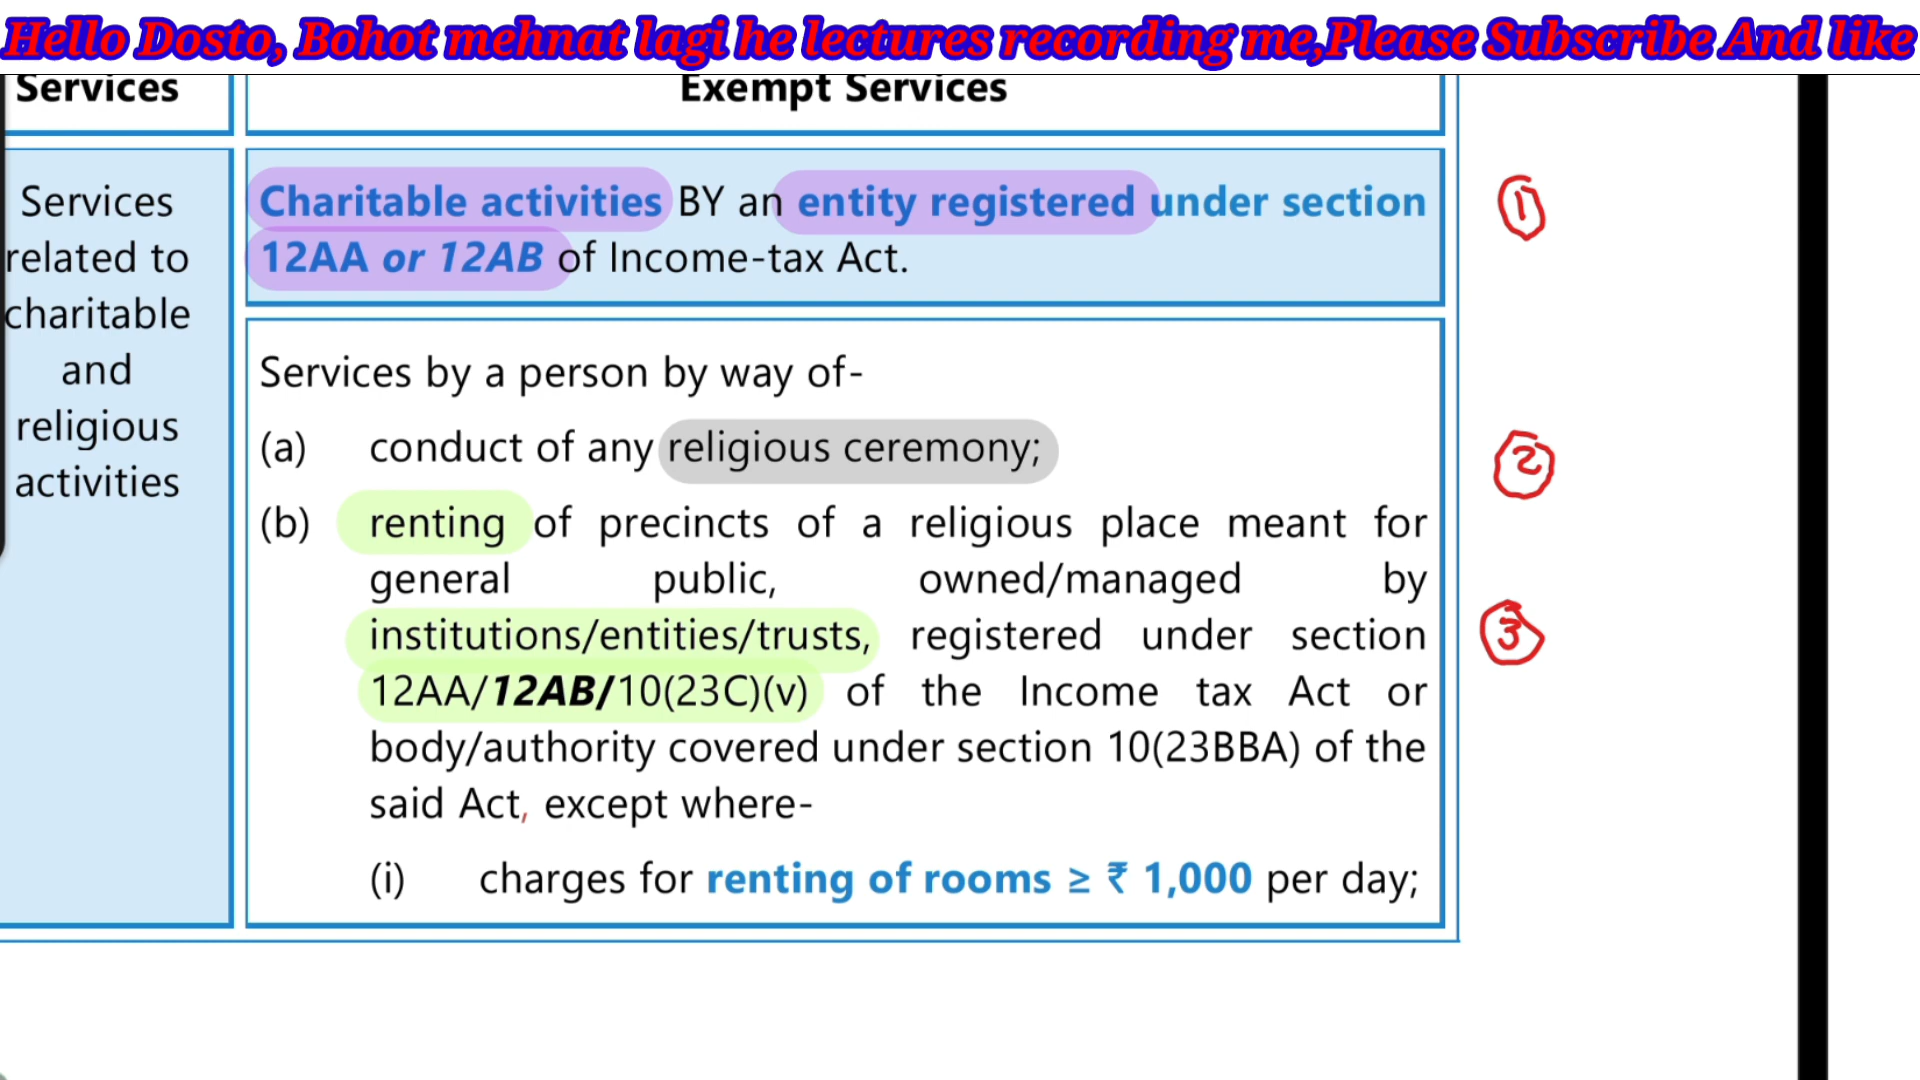 Hello Dosto, Bohot mehnat lagi he lectures recording me,Please Subscribe And like
Services
Exempt Services
Services
related to
charitable
and
religious
activities
Charitable activities BY an entity registered under section
12AA or 12AB of Income-tax Act.
1
Services by a person by way of-
(a) conduct of any religious ceremony;
2
(b) renting of precincts of a religious place meant for
general public, owned/managed by
institutions/entities/trusts, registered under section
3
12AA/12AB/10(23C)(v) of the Income tax Act or
body/authority covered under section 10(23BBA) of the
said Act, except where-
(i) charges for renting of rooms ≥ ₹ 1,000 per day;